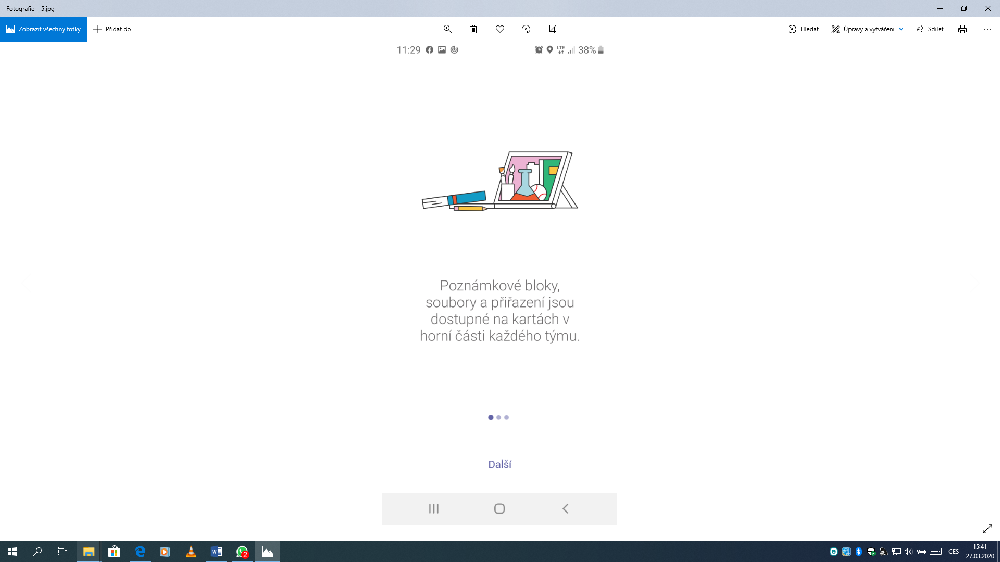 Fotografie – 5.jpg
Zobrazit všechny fotky
Přidat do
Hledat
Úpravy a vytváření
Sdílet
11:29
LTE
38%
Poznámkové bloky,
soubory a přiřazení jsou
dostupné na kartách v
horní části každého týmu.
Další
2
CES
15:41
27.03.2020